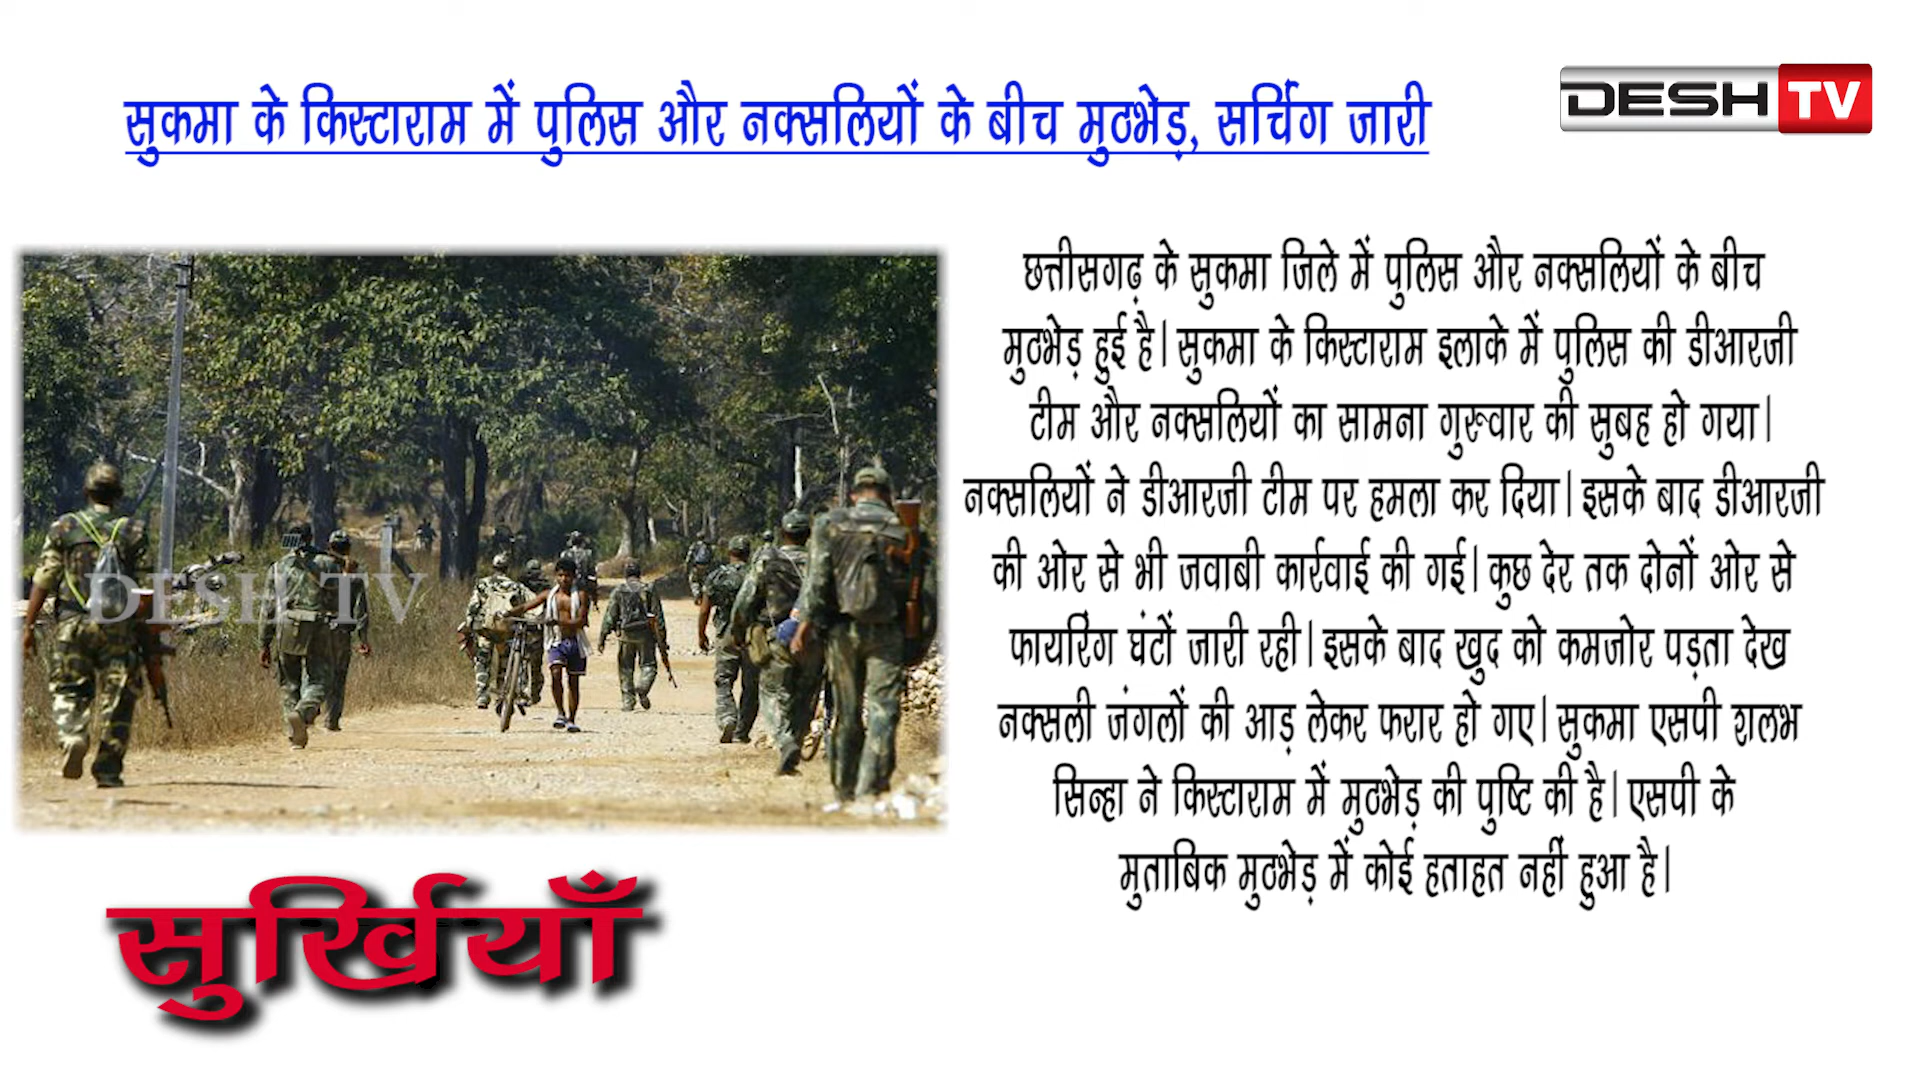 सुकमा के किस्टाराम में पुलिस और नक्सलियों के बीच मुठभेड़, सर्चिंग जारी
DESH TV
छत्तीसगढ़ के सुकमा जिले में पुलिस और नक्सलियों के बीच
मुठभेड़ हुई है। सुकमा के किस्टाराम इलाके में पुलिस की डीआरजी
टीम और नक्सलियों का सामना गुरूवार की सुबह हो गया।
नक्सलियों ने डीआरजी टीम पर हमला कर दिया। इसके बाद डीआरजी
की ओर से भी जवाबी कार्रवाई की गई। कुछ देर तक दोनों ओर से
फायरिंग घंटों जारी रही। इसके बाद खुद को कमजोर पड़ता देख
नक्सली जंगलों की आड़ लेकर फरार हो गए। सुकमा एसपी शलभ
सिन्हा ने किस्टाराम में मुठभेड़ की पुष्टि की है। एसपी के
मुताबिक मुठभेड़ में कोई हताहत नहीं हुआ है।
DESH TV
सुर्खियाँ